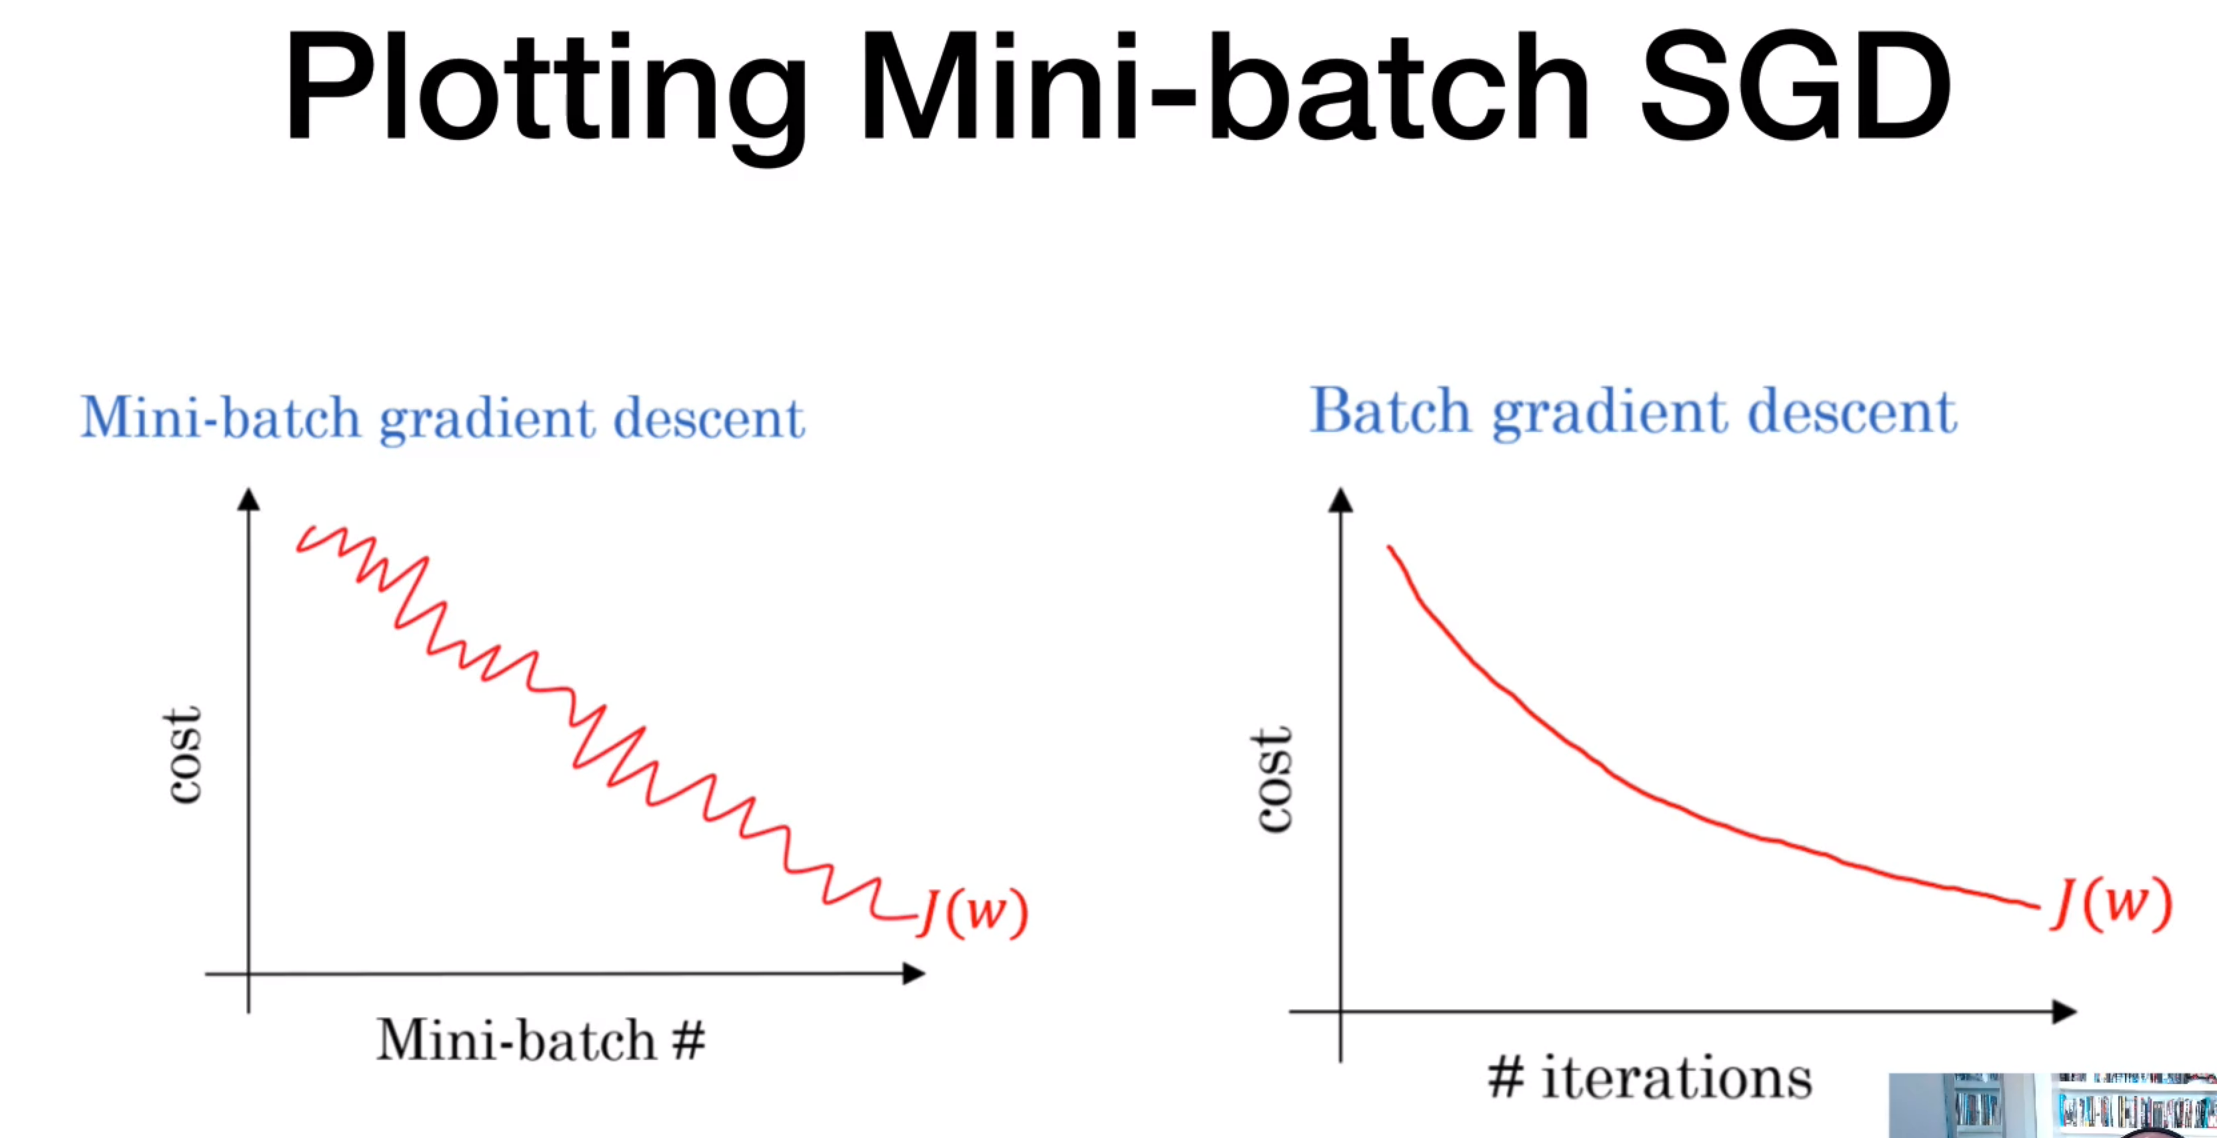 Plotting Mini-batch SGD
Mini-batch gradient descent
cost
J(w)
Mini-batch #
Batch gradient descent
cost
J(w)
# iterations